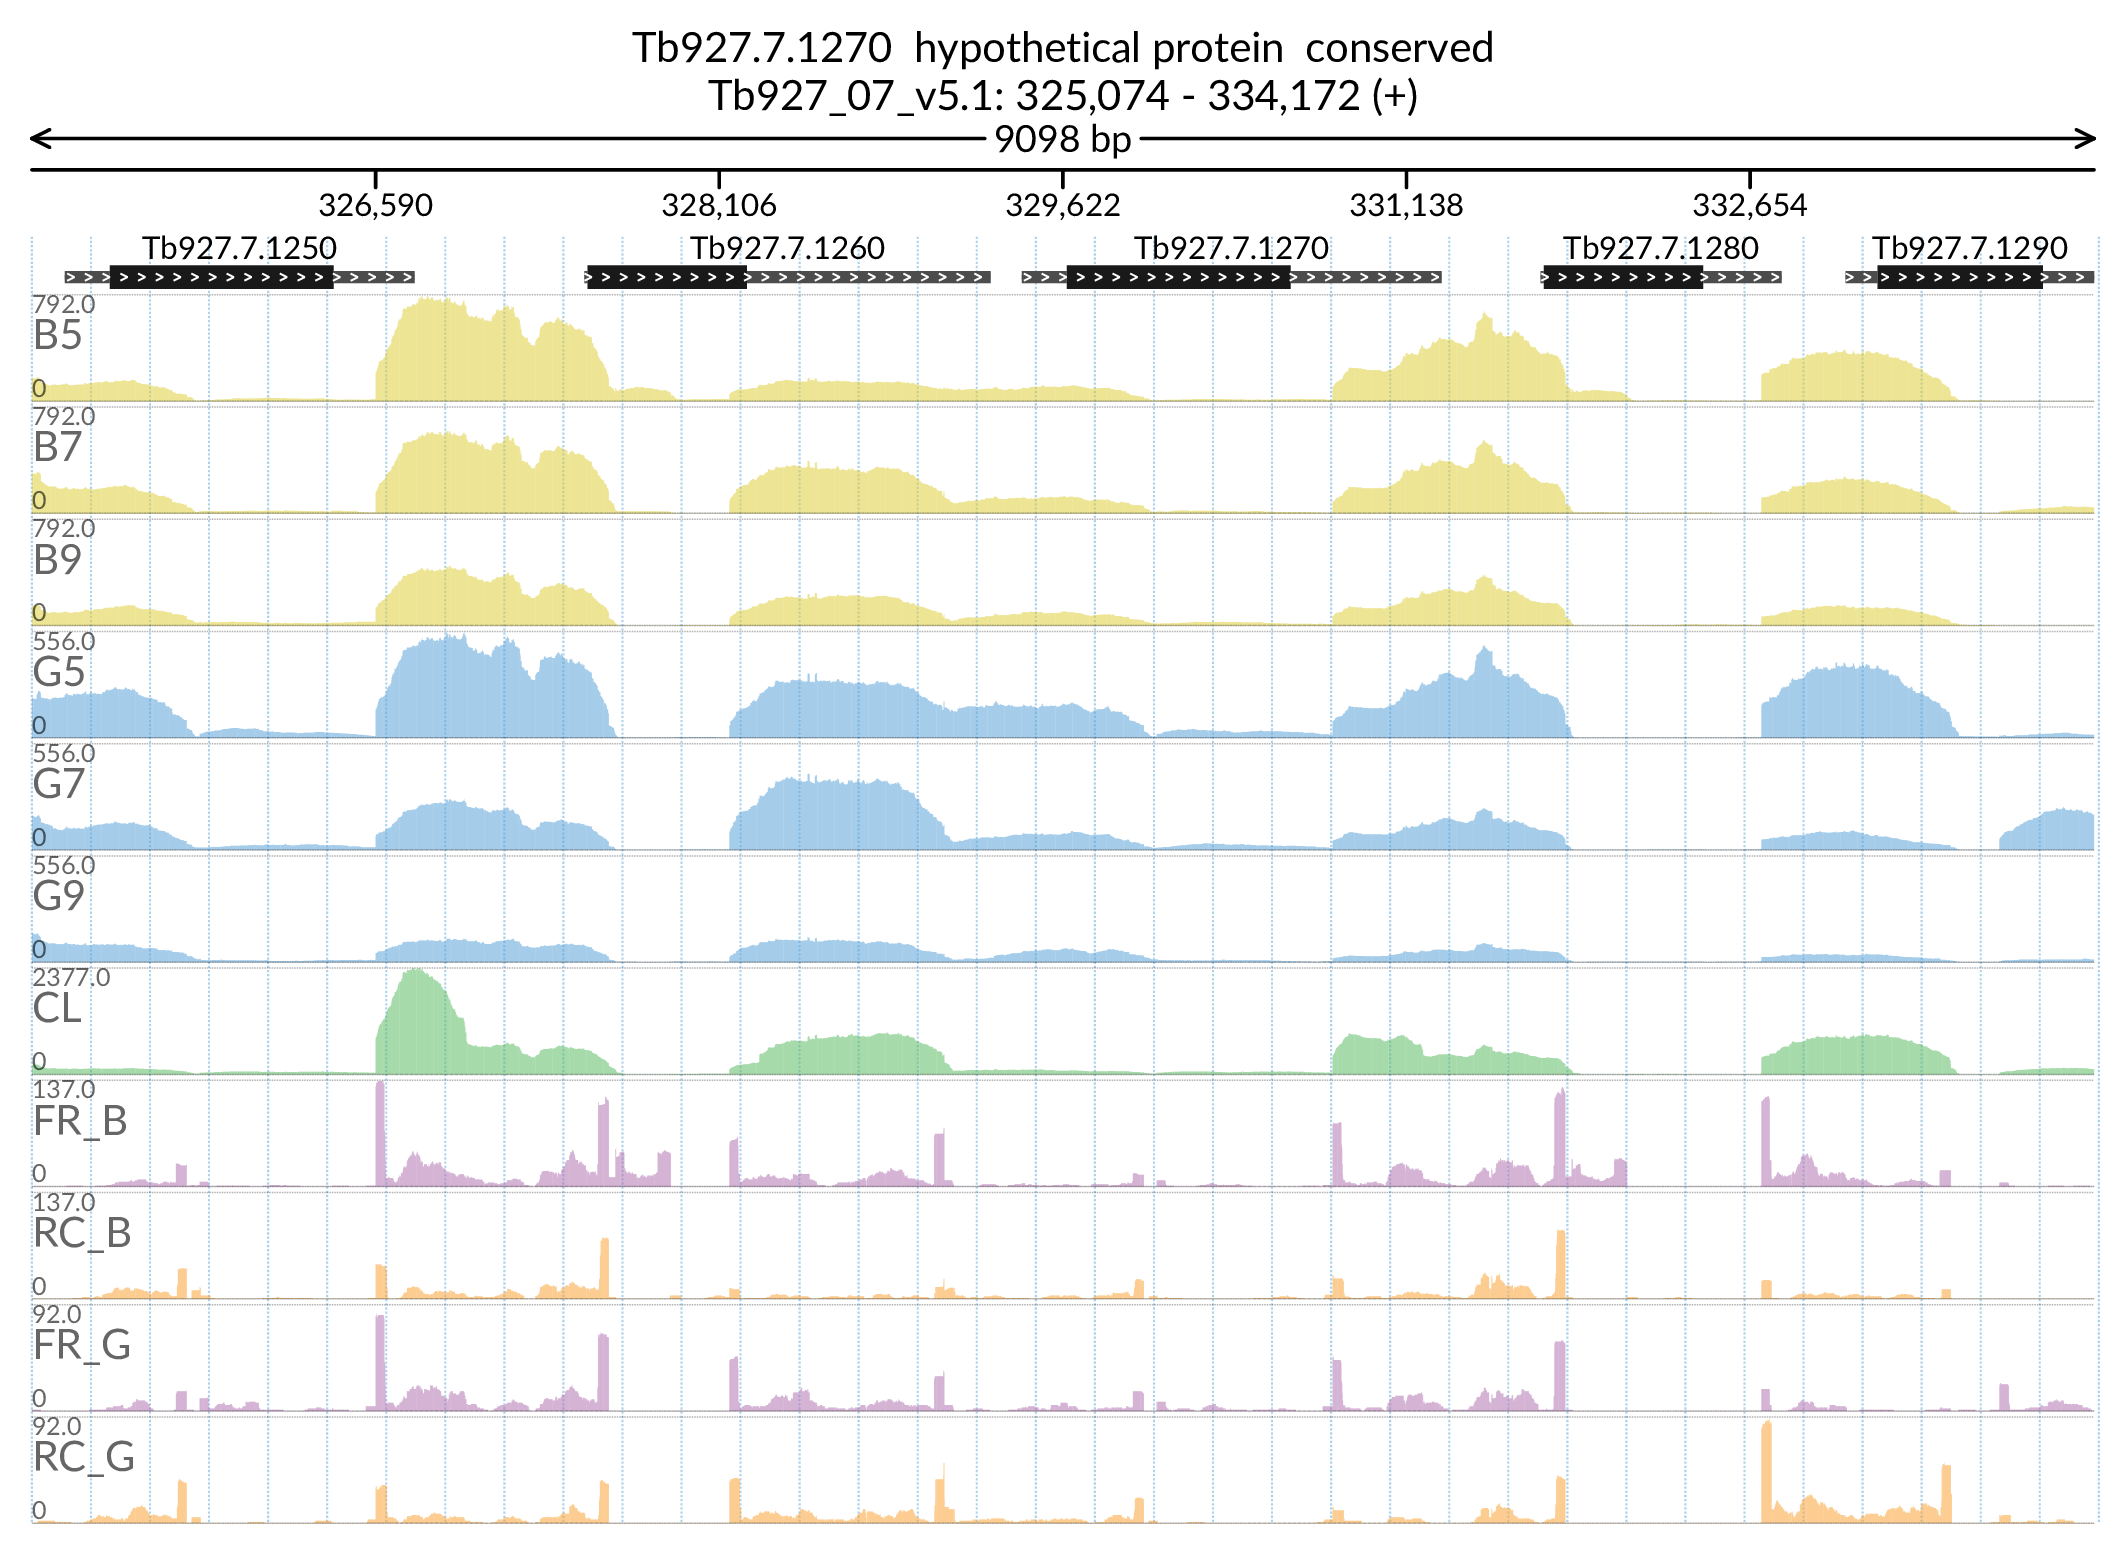 Tb927.7.1270  hypothetical protein  conserved
Tb927_07_v5.1: 325,074 - 334,172 (+)
9098 bp
326,590 328,106 329,622 331,138 332,654
Tb927.7.1250 Tb927.7.1260 Tb927.7.1270 Tb927.7.1280 Tb927.7.1290
792.0
B5
0
792.0
B7
0
792.0
B9
0
556.0
G5
0
556.0
G7
0
556.0
G9
0
2377.0
CL
0
137.0
FR_B
0
137.0
RC_B
0
92.0
FR_G
0
92.0
RC_G
0